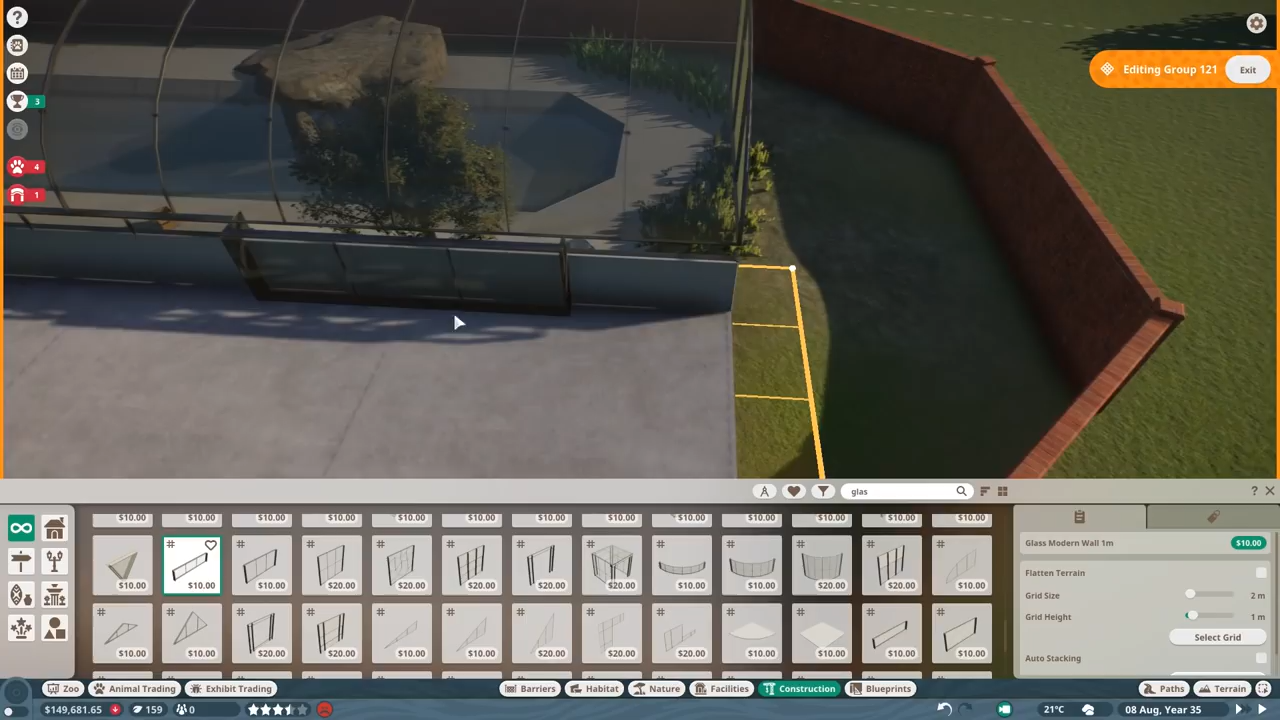 ?
Editing Group 121
Exit
3
4
1
glas
? ×
$10.00 $10.00 $10.00 $10.00 $10.00 $10.00 $10.00 $10.00 $10.00 $10.00 $10.00 $10.00 $10.00
$10.00 $10.00 $10.00 $20.00 $20.00 $20.00 $20.00 $20.00 $10.00 $10.00 $20.00 $20.00 $10.00
$10.00 $10.00 $20.00 $20.00 $10.00 $10.00 $10.00 $20.00 $20.00 $10.00 $10.00 $10.00 $10.00
Glass Modern Wall 1m $10.00
Flatten Terrain
Grid Size 2 m
Grid Height 1 m
Select Grid
Auto Stacking
Zoo Animal Trading Exhibit Trading Barriers Habitat Nature Facilities Construction Blueprints Paths Terrain
$149,681.65 159 0 21°C 08 Aug, Year 35